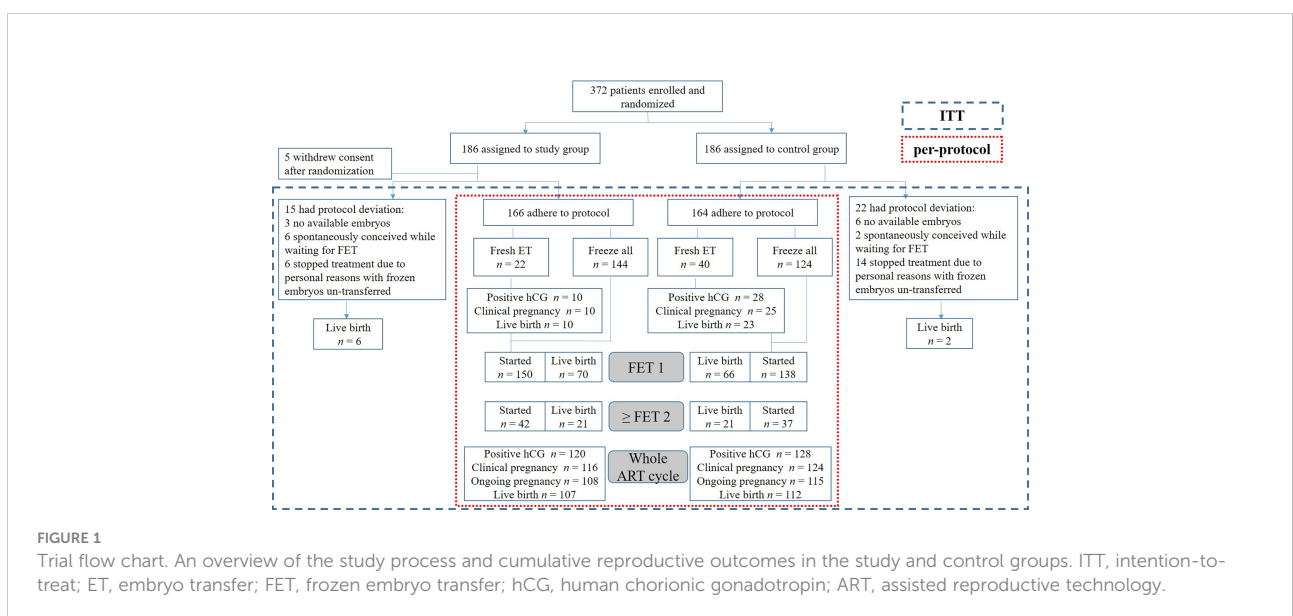 372 patients enrolled and
randomized
ITT
per-protocol
186 assigned to study group
186 assigned to control group
5 withdrew consent
after randomization
15 had protocol deviation:
3 no available embryos
6 spontaneously conceived while
waiting for FET
6 stopped treatment due to
personal reasons with frozen
embryos un-transferred
Live birth
n = 6
166 adhere to protocol
164 adhere to protocol
Fresh ET
n = 22
Freeze all
n = 144
Fresh ET
n = 40
Freeze all
n = 124
22 had protocol deviation:
6 no available embryos
2 spontaneously conceived while
waiting for FET
14 stopped treatment due to
personal reasons with frozen
embryos un-transferred
Live birth
n = 2
Positive hCG n = 10
Clinical pregnancy n = 10
Live birth n = 10
Positive hCG n = 28
Clinical pregnancy n = 25
Live birth n = 23
Started
n = 150
Live birth
n = 70
FET 1
Live birth
n = 66
Started
n = 138
Started
n = 42
Live birth
n = 21
≥ FET 2
Live birth
n = 21
Started
n = 37
Positive hCG n = 120
Clinical pregnancy n = 116
Ongoing pregnancy n = 108
Live birth n = 107
Whole
ART cycle
Positive hCG n = 128
Clinical pregnancy n = 124
Ongoing pregnancy n = 115
Live birth n = 112
FIGURE 1
Trial flow chart. An overview of the study process and cumulative reproductive outcomes in the study and control groups. ITT, intention-to-
treat; ET, embryo transfer; FET, frozen embryo transfer; hCG, human chorionic gonadotropin; ART, assisted reproductive technology.